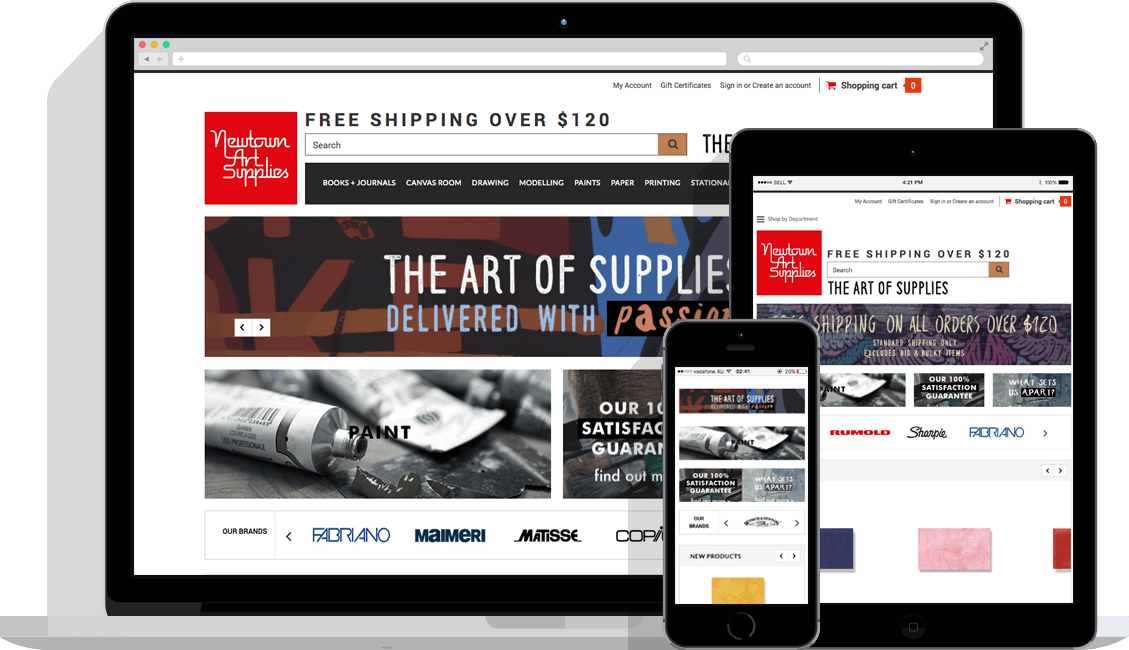 My Account Gift Certificates Sign in or Create an account Shopping cart 0
Newtown
Art
Supplies
FREE SHIPPING OVER $120
Search
THE
BOOKS + JOURNALS CANVAS ROOM DRAWING MODELLING PAINTS PAPER PRINTING STATIONA
THE ART OF SUPPLIES
DELIVERED WITH passion
PAINT
OUR 10
SATISFAC
GUARAN
find out m
OUR BRANDS FABRIANO MAIMERI MATISSE COPI
BELL 4:21 PM 100%
My Account Gift Certificates Sign in or Create an account Shopping cart 0
Shop by Department
Newtown
Art
Supplies
FREE SHIPPING OVER $120
Search
THE ART OF SUPPLIES
SHIPPING ON ALL ORDERS OVER $120
STANDARD SHIPPING ONLY
EXCLUDES BIG & BULKY ITEMS
PAINT
OUR 100%
SATISFACTION
GUARANTEE
WHAT SETS
US APART?
RUMOLD Sharpie FABRIANO
vodafone AU 02:41 20%
THE ART OF SUPPLIES
DELIVERED WITH passion
PAINT
OUR 100%
SATISFACTION
GUARANTEE
WHAT SETS
US APART?
OUR
BRANDS
NEW PRODUCTS